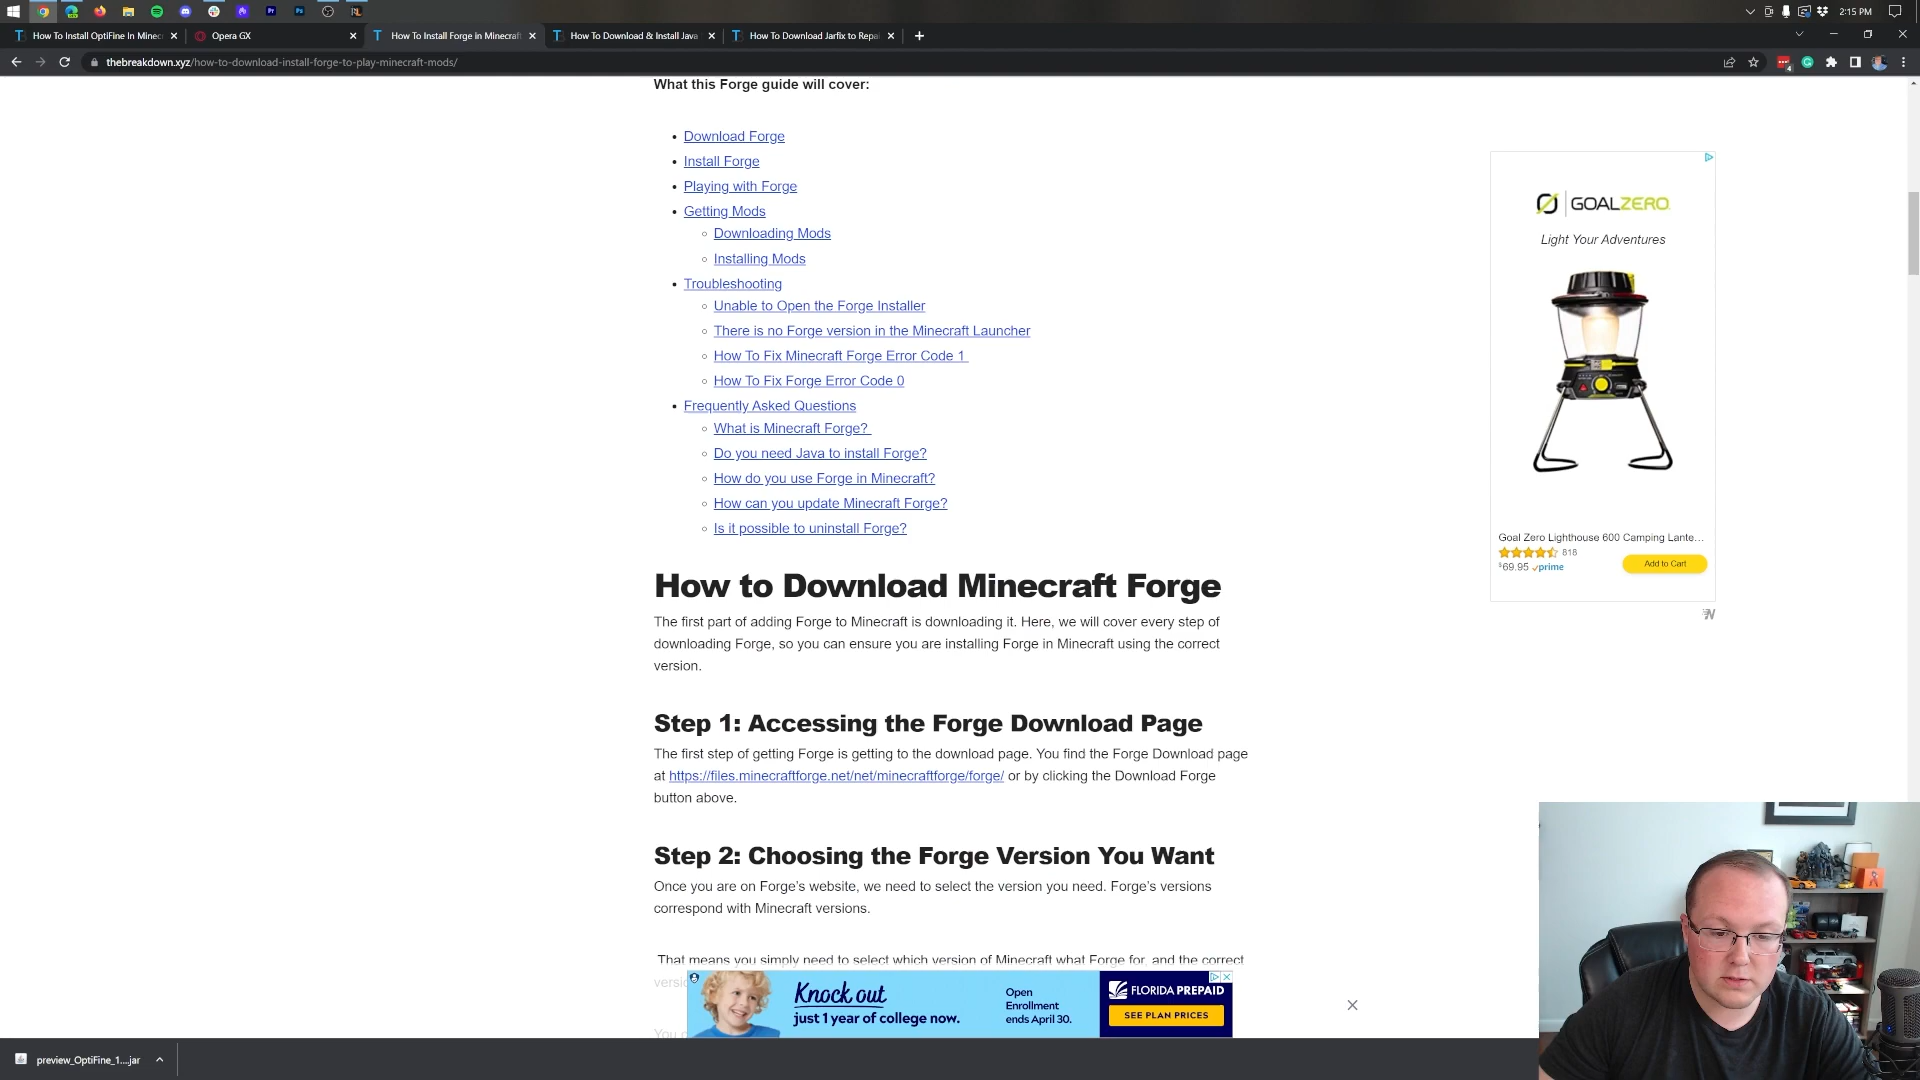 2:15 PM
How To Install OptiFine In Minec
Opera GX
How To Install Forge in Minecraft
How To Download & Install Java
How To Download Jarfix to Repai
thebreakdown.xyz/how-to-download-install-forge-to-play-minecraft-mods/
What this Forge guide will cover:
Download Forge
Install Forge
Playing with Forge
Getting Mods
Downloading Mods
Installing Mods
Troubleshooting
Unable to Open the Forge Installer
There is no Forge version in the Minecraft Launcher
How To Fix Minecraft Forge Error Code 1
How To Fix Forge Error Code 0
Frequently Asked Questions
What is Minecraft Forge?
Do you need Java to install Forge?
How do you use Forge in Minecraft?
How can you update Minecraft Forge?
Is it possible to uninstall Forge?
GOALZERO
Light Your Adventures
Goal Zero Lighthouse 600 Camping Lante...
818
$69.95 prime
Add to Cart
How to Download Minecraft Forge
The first part of adding Forge to Minecraft is downloading it. Here, we will cover every step of
downloading Forge, so you can ensure you are installing Forge in Minecraft using the correct
version.
Step 1: Accessing the Forge Download Page
The first step of getting Forge is getting to the download page. You find the Forge Download page
at https://files.minecraftforge.net/net/minecraftforge/forge/ or by clicking the Download Forge
button above.
Step 2: Choosing the Forge Version You Want
Once you are on Forge's website, we need to select the version you need. Forge's versions
correspond with Minecraft versions.
That means you simply need to select which version of Minecraft what Forge for, and the correct
Knock out
just 1 year of college now.
Open
Enrollment
ends April 30.
FLORIDA PREPAID
SEE PLAN PRICES
preview_OptiFine_1....jar